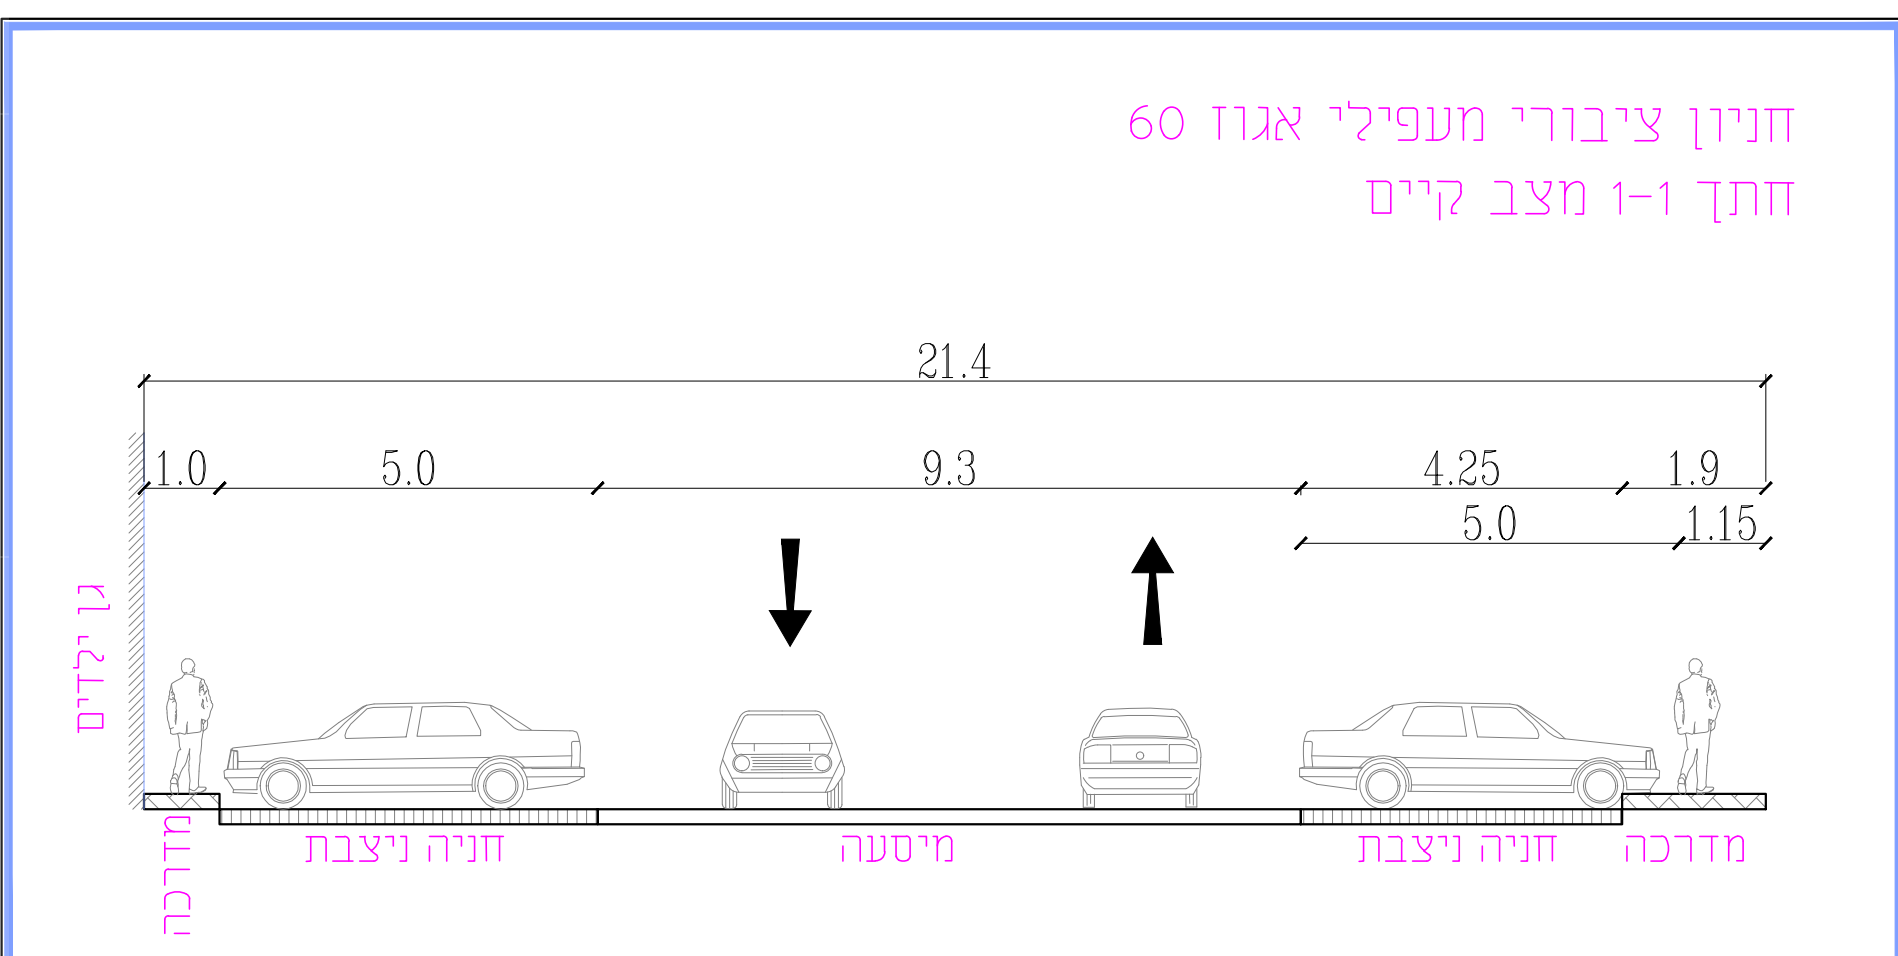 חניון ציבורי מעפילי אגוז 60
חתך 1-1 מצב קיים
21.4
1.0 5.0 9.3 4.25 1.9
5.0 1.15
גן ילדים
מדרכה
חניה ניצבת
מיסעה
חניה ניצבת
מדרכה